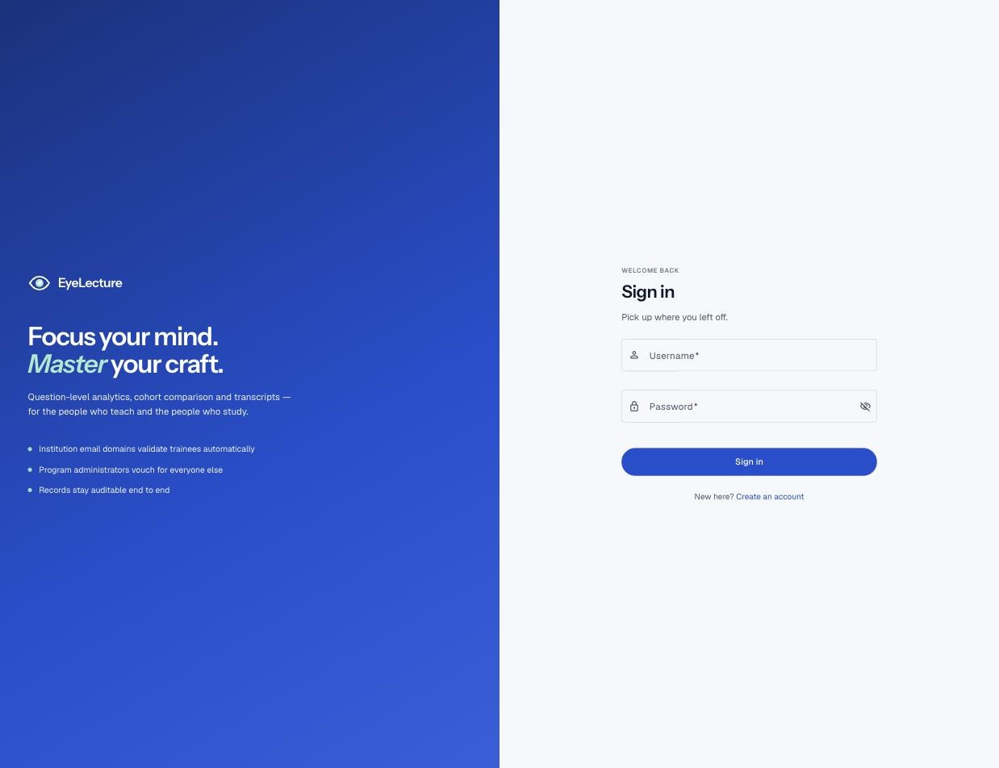 EyeLecture
Focus your mind.
Master your craft.
Question-level analytics, cohort comparison and transcripts —
for the people who teach and the people who study.
Institution email domains validate trainees automatically
Program administrators vouch for everyone else
Records stay auditable end to end
WELCOME BACK
Sign in
Pick up where you left off.
Username*
Password*
Sign in
New here? Create an account